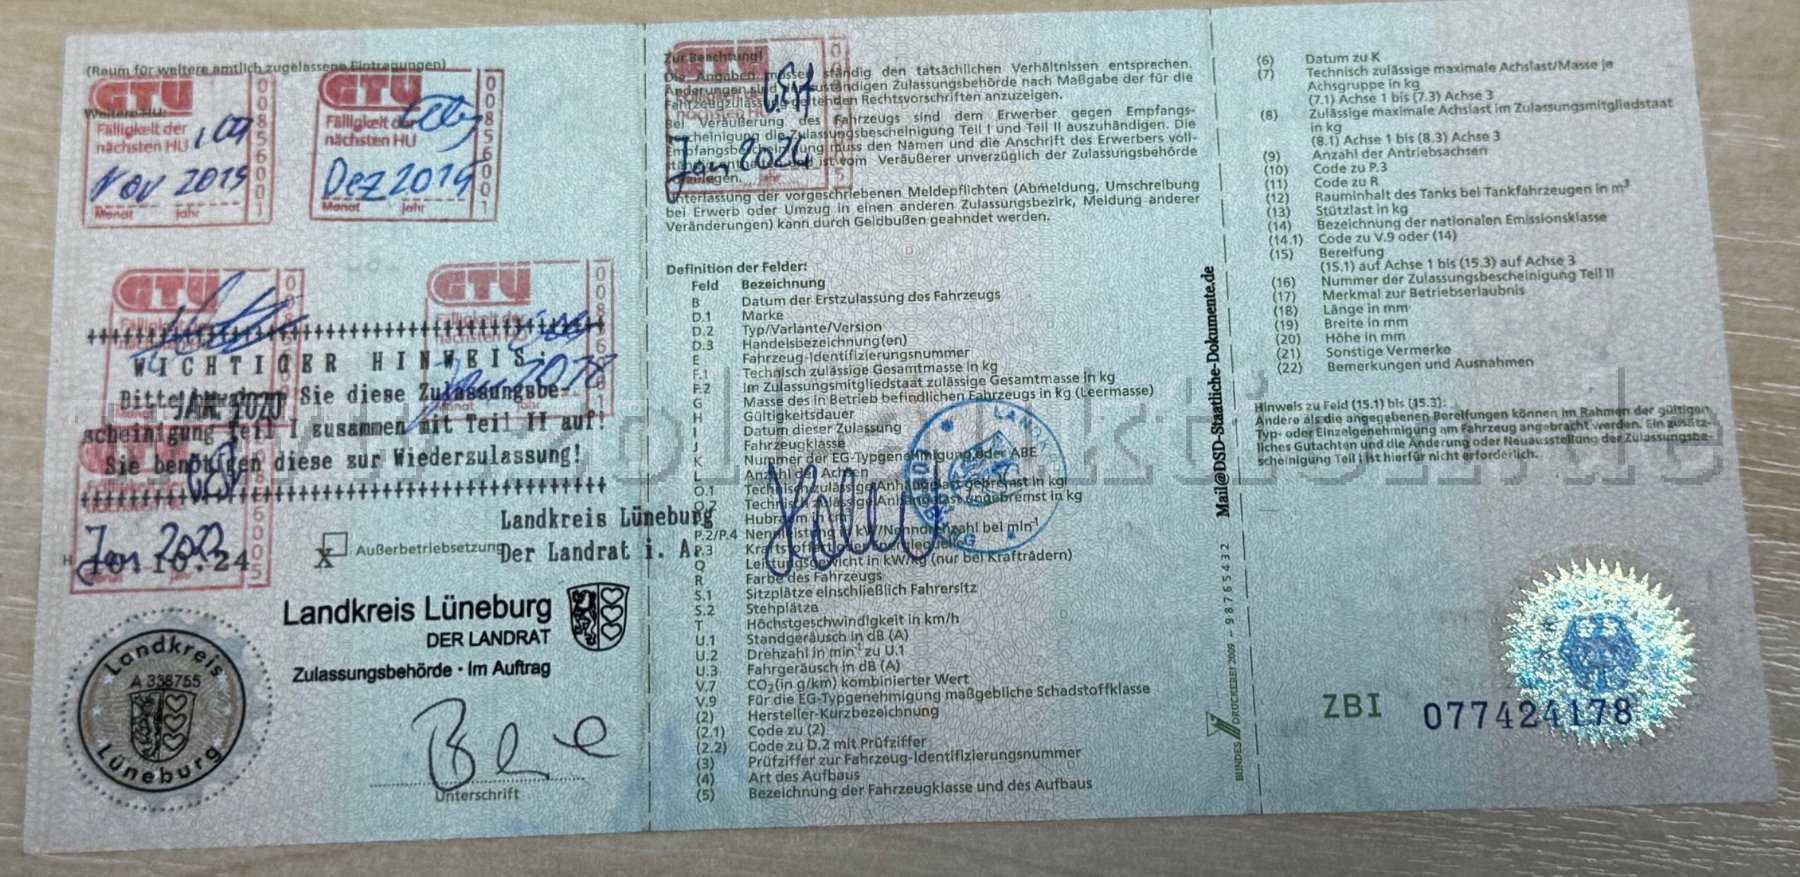 (Raum für weitere amtlich zugelassene Eintragungen)
Weitere HU:
GTÜ
Fälligkeit der
nächsten HU
Nov 2015
Monat Jahr
00856001
GTÜ
Fälligkeit der
nächsten HU
Dez 2015
Monat Jahr
00856001
GTÜ
GTÜ
++++++++++++++++++++++++++++++++++++++++++++
WICHTIGER HINWEIS:
Bitte Sie diese Zulassungsbe-
JAN. 2020
scheinigung Teil I zusammen mit Teil II auf!
Sie benötigen diese zur Wiederzulassung!
++++++++++++++++++++++++++++++++++++++++++++
Landkreis Lüneburg
Der Landrat i. A.
Jan 2022
10.24
x Außerbetriebsetzung
Landkreis Lüneburg
DER LANDRAT
Zulassungsbehörde · Im Auftrag
Landkreis
A 338755
Lüneburg
Unterschrift
Zur Beachtung!
GTÜ
Die Angaben müssen ständig den tatsächlichen Verhältnissen entsprechen.
Änderungen sind zuständigen Zulassungsbehörde nach Maßgabe der für die
Fahrzeugzulassung geltenden Rechtsvorschriften anzuzeigen.
Bei Veräußerung des Fahrzeugs sind dem Erwerber gegen Empfangs-
bescheinigung die Zulassungsbescheinigung Teil I und Teil II auszuhändigen. Die
Empfangsbescheinigung muss den Namen und die Anschrift des Erwerbers voll-
ist vom Veräußerer unverzüglich der Zulassungsbehörde
vorzulegen.
Jan 2024
Jahr
Unterlassung der vorgeschriebenen Meldepflichten (Abmeldung, Umschreibung
bei Erwerb oder Umzug in einen anderen Zulassungsbezirk, Meldung anderer
Veränderungen) kann durch Geldbußen geahndet werden.
Definition der Felder:
Feld Bezeichnung
B Datum der Erstzulassung des Fahrzeugs
D.1 Marke
D.2 Typ/Variante/Version
D.3 Handelsbezeichnung(en)
E Fahrzeug-Identifizierungsnummer
F.1 Technisch zulässige Gesamtmasse in kg
F.2 Im Zulassungsmitgliedstaat zulässige Gesamtmasse in kg
G Masse des in Betrieb befindlichen Fahrzeugs in kg (Leermasse)
H Gültigkeitsdauer
I Datum dieser Zulassung
J Fahrzeugklasse
K Nummer der EG-Typgenehmigung oder ABE
L Anzahl der Achsen
O.1 Technisch zulässige Anhängelast gebremst in kg
O.2 Technisch zulässige Anhängelast ungebremst in kg
Hubraum in cm³
P.2/P.4 Nennleistung in kW/Nenndrehzahl bei min⁻¹
P.3 Kraftstoffart oder Energiequelle
Q Leistungsgewicht in kW/kg (nur bei Krafträdern)
R Farbe des Fahrzeugs
S.1 Sitzplätze einschließlich Fahrersitz
S.2 Stehplätze
T Höchstgeschwindigkeit in km/h
U.1 Standgeräusch in dB (A)
U.2 Drehzahl in min⁻¹ zu U.1
U.3 Fahrgeräusch in dB (A)
V.7 CO₂ (in g/km) kombinierter Wert
V.9 Für die EG-Typgenehmigung maßgebliche Schadstoffklasse
(2) Hersteller-Kurzbezeichnung
(2.1) Code zu (2)
(2.2) Code zu D.2 mit Prüfziffer
(3) Prüfziffer zur Fahrzeug-Identifizierungsnummer
(4) Art des Aufbaus
(5) Bezeichnung der Fahrzeugklasse und des Aufbaus
Mail@DSD-Staatliche-Dokumente.de
BUNDESDRUCKEREI 2009 – 98765432
(6) Datum zu K
(7) Technisch zulässige maximale Achslast/Masse je
Achsgruppe in kg
(7.1) Achse 1 bis (7.3) Achse 3
(8) Zulässige maximale Achslast im Zulassungsmitgliedstaat
in kg
(8.1) Achse 1 bis (8.3) Achse 3
(9) Anzahl der Antriebsachsen
(10) Code zu P.3
(11) Code zu R
(12) Rauminhalt des Tanks bei Tankfahrzeugen in m³
(13) Stützlast in kg
(14) Bezeichnung der nationalen Emissionsklasse
(14.1) Code zu V.9 oder (14)
(15) Bereifung
(15.1) auf Achse 1 bis (15.3) auf Achse 3
(16) Nummer der Zulassungsbescheinigung Teil II
(17) Merkmal zur Betriebserlaubnis
(18) Länge in mm
(19) Breite in mm
(20) Höhe in mm
(21) Sonstige Vermerke
(22) Bemerkungen und Ausnahmen
Hinweis zu Feld (15.1) bis (15.3):
Andere als die angegebenen Bereifungen können im Rahmen der gültigen
Typ- oder Einzelgenehmigung am Fahrzeug angebracht werden. Ein zusätz-
liches Gutachten und die Änderung oder Neuausstellung der Zulassungsbe-
scheinigung Teil I ist hierfür nicht erforderlich.
ZBI 077424178